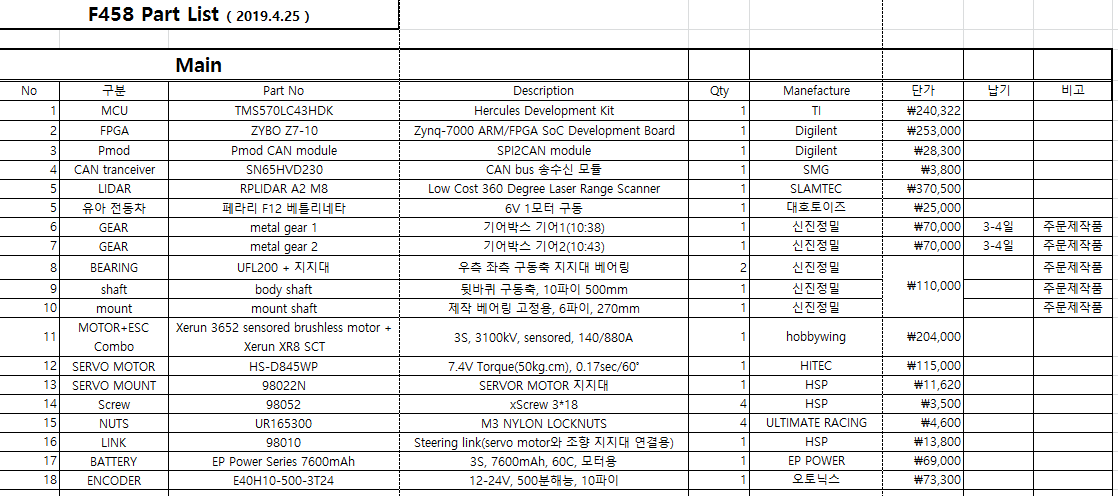 F458 Part List ( 2019.4.25 )
Main
No 구분 Part No Description Qty Manefacture 단가 납기 비고
1 MCU TMS570LC43HDK Hercules Development Kit 1 TI ₩240,322
2 FPGA ZYBO Z7-10 Zynq-7000 ARM/FPGA SoC Development Board 1 Digilent ₩253,000
3 Pmod Pmod CAN module SPI2CAN module 1 Digilent ₩28,300
4 CAN tranceiver SN65HVD230 CAN bus 송수신 모듈 1 SMG ₩3,800
5 LIDAR RPLIDAR A2 M8 Low Cost 360 Degree Laser Range Scanner 1 SLAMTEC ₩370,500
5 유아 전동차 페라리 F12 베틀리네타 6V 1모터 구동 1 대호토이즈 ₩25,000
6 GEAR metal gear 1 기어박스 기어1(10:38) 1 신진정밀 ₩70,000 3-4일 주문제작품
7 GEAR metal gear 2 기어박스 기어2(10:43) 1 신진정밀 ₩70,000 3-4일 주문제작품
8 BEARING UFL200 + 지지대 우측 좌측 구동축 지지대 베어링 2 신진정밀 주문제작품
9 shaft body shaft 뒷바퀴 구동축, 10파이 500mm 1 신진정밀 ₩110,000 주문제작품
10 mount mount shaft 제작 베어링 고정용, 6파이, 270mm 1 신진정밀 주문제작품
11 MOTOR+ESC Combo Xerun 3652 sensored brushless motor + Xerun XR8 SCT 3S, 3100kV, sensored, 140/880A 1 hobbywing ₩204,000
12 SERVO MOTOR HS-D845WP 7.4V Torque(50kg.cm), 0.17sec/60° 1 HITEC ₩115,000
13 SERVO MOUNT 98022N SERVOR MOTOR 지지대 1 HSP ₩11,620
14 Screw 98052 xScrew 3*18 4 HSP ₩3,500
15 NUTS UR165300 M3 NYLON LOCKNUTS 4 ULTIMATE RACING ₩4,600
16 LINK 98010 Steering link(servo motor와 조향 지지대 연결용) 1 HSP ₩13,800
17 BATTERY EP Power Series 7600mAh 3S, 7600mAh, 60C, 모터용 1 EP POWER ₩69,000
18 ENCODER E40H10-500-3T24 12-24V, 500분해능, 10파이 1 오토닉스 ₩73,300